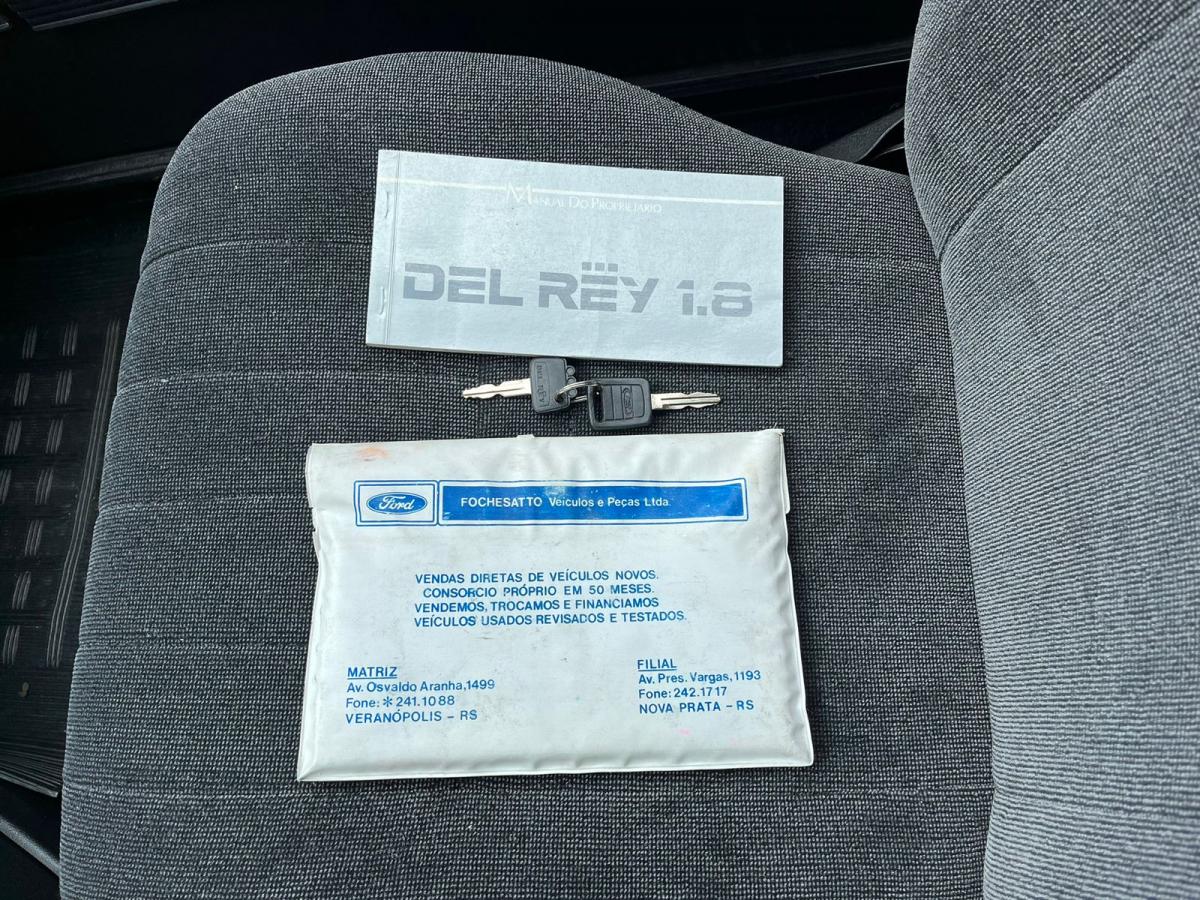 MANUAL DO PROPRIETÁRIO
DEL RËY 1.8
DEL REY
Ford
FOCHESATTO Veículos e Peças Ltda.
VENDAS DIRETAS DE VEÍCULOS NOVOS.
CONSORCIO PRÓPRIO EM 50 MESES.
VENDEMOS, TROCAMOS E FINANCIAMOS
VEÍCULOS USADOS REVISADOS E TESTADOS.
MATRIZ
Av. Osvaldo Aranha,1499
Fone:✻241.1088
VERANÓPOLIS – RS
FILIAL
Av. Pres. Vargas,1193
Fone: 242.1717
NOVA PRATA – RS